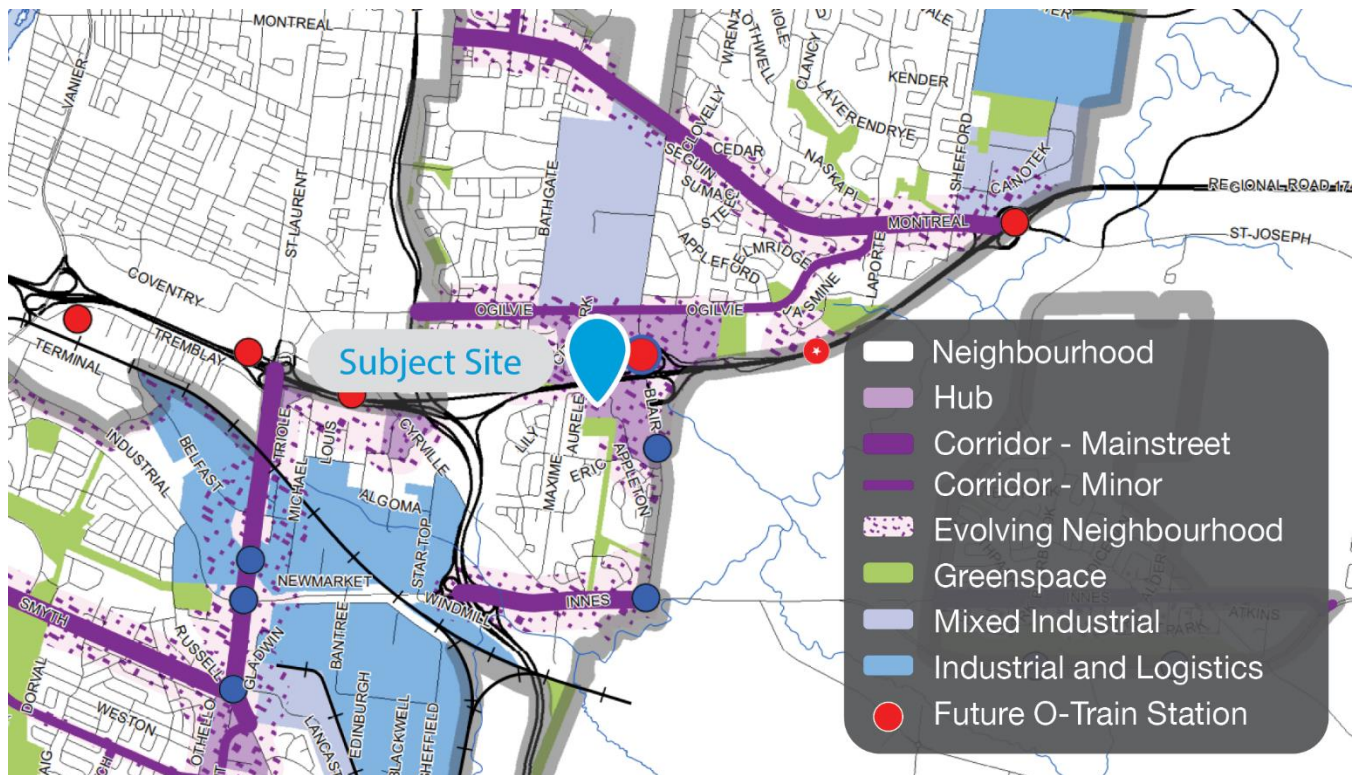 MONTREAL
VANIER
ST-LAURENT
COVENTRY
TREMBLAY
TERMINAL
BATHGATE
OGILVIE
OGILVIE
CLOVELLY
SEGUIN
CEDAR
SUMAC
APPLEFORD
ELMRIDGE
OTHWELL
CLANCY
LAVERENDRYE
KENDER
NASKAPI
SHEFFORD
CANOTEK
MONTREAL
LAPORTE
REGIONAL ROAD 174
ST-JOSEPH
Subject Site
INDUSTRIAL
BELFAST
TRIOLE
MICHAEL
LOUIS
CYRVILLE
ALGOMA
STAR TOP
NEWMARKET
WINDMILL
INNES
LILY
MAXIME
AURELE
ERIC
APPLETON
BLAIR
SMYTH
RUSSELL
GLADWIN
BANTREE
EDINBURGH
BLACKWELL
SHEFFIELD
DORVAL
WESTON
OTHELLO
INNES
ATKINS
PARK
Neighbourhood
Hub
Corridor - Mainstreet
Corridor - Minor
Evolving Neighbourhood
Greenspace
Mixed Industrial
Industrial and Logistics
Future O-Train Station